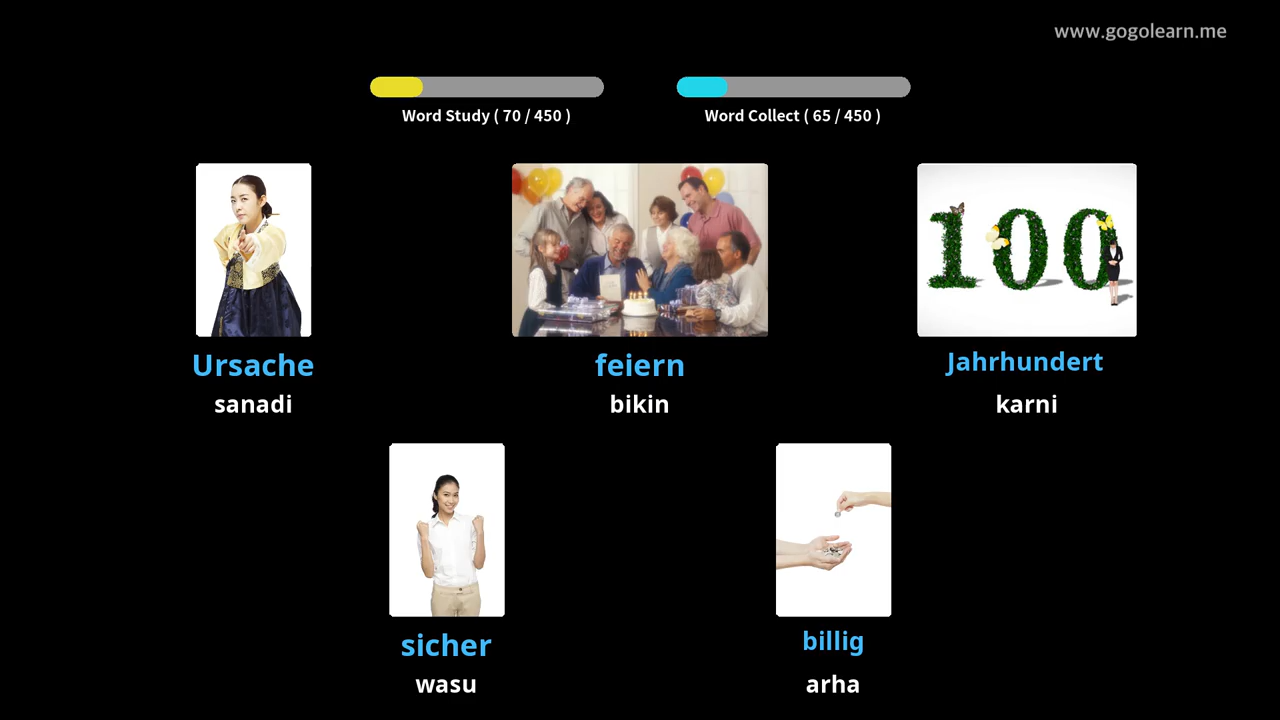 www.gogolearn.me
Word Study ( 70 / 450 )
Word Collect ( 65 / 450 )
Ursache
sanadi
feiern
bikin
Jahrhundert
karni
sicher
wasu
billig
arha